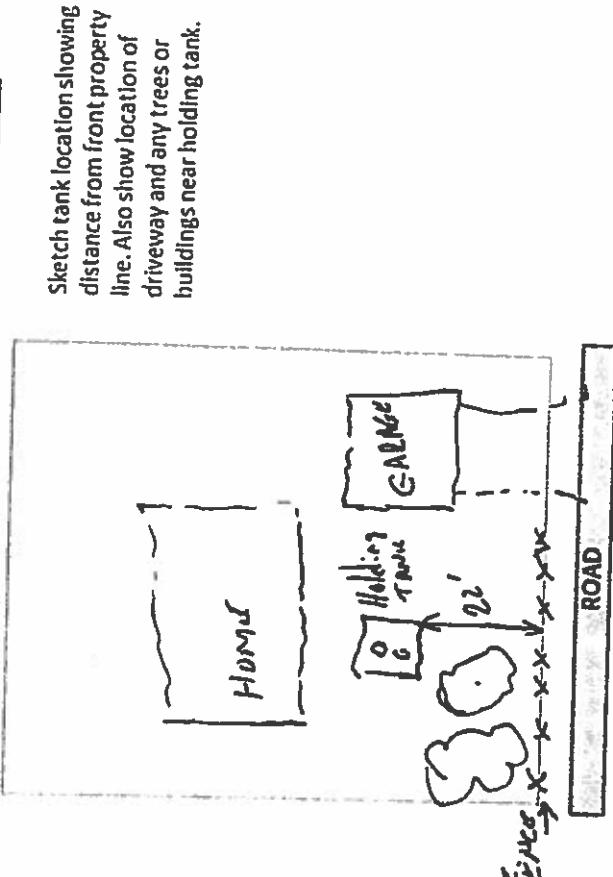 Sketch tank location showing
distance from front property
line. Also show location of
driveway and any trees or
buildings near holding tank.
HOME
GARAGE
Holding
TANK
22'
FENCE
ROAD